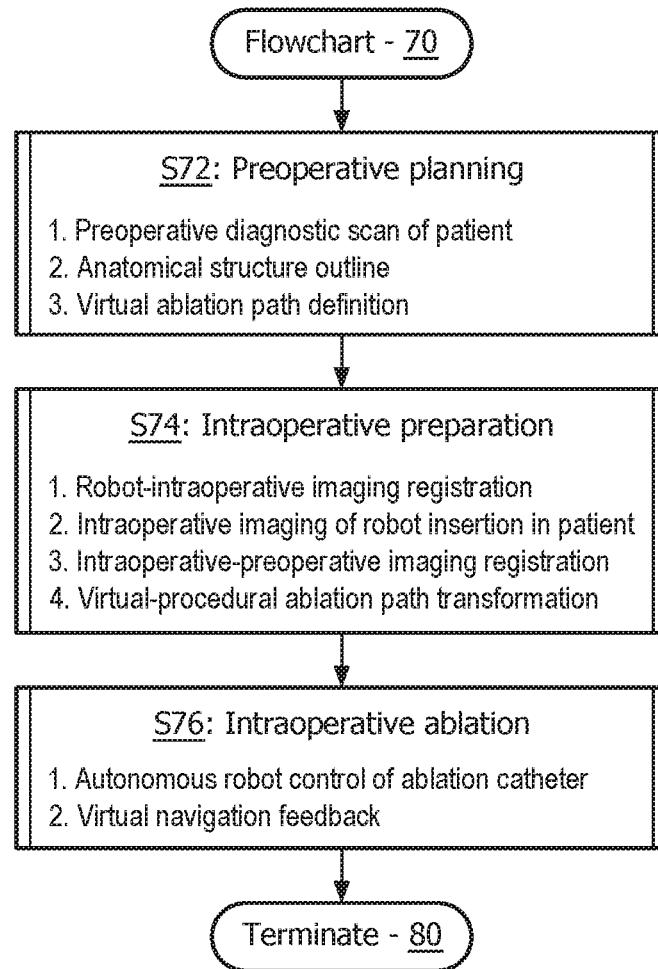 Flowchart - 70
S72: Preoperative planning
1. Preoperative diagnostic scan of patient
2. Anatomical structure outline
3. Virtual ablation path definition
S74: Intraoperative preparation
1. Robot-intraoperative imaging registration
2. Intraoperative imaging of robot insertion in patient
3. Intraoperative-preoperative imaging registration
4. Virtual-procedural ablation path transformation
S76: Intraoperative ablation
1. Autonomous robot control of ablation catheter
2. Virtual navigation feedback
Terminate - 80